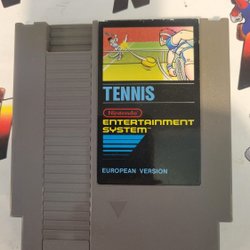 TENNIS
Nintendo
ENTERTAINMENT
SYSTEM™
EUROPEAN VERSION